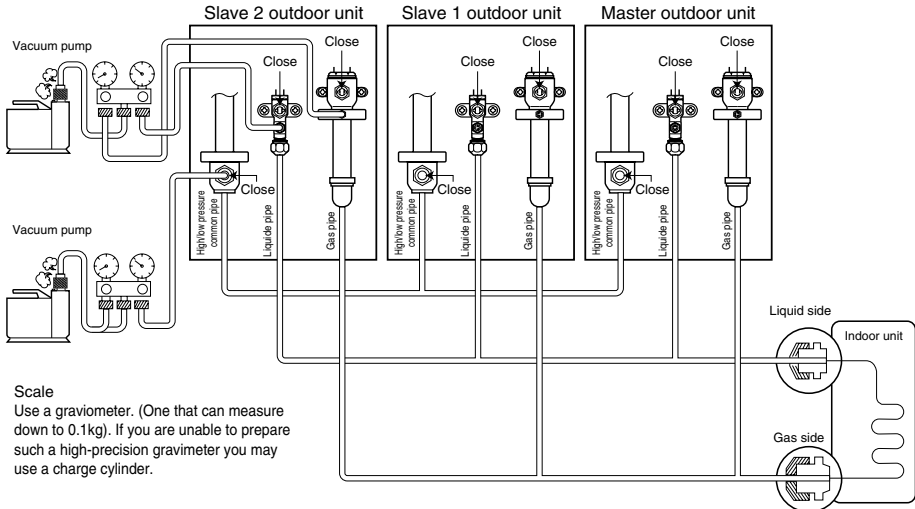 Slave 2 outdoor unit
Slave 1 outdoor unit
Master outdoor unit
Vacuum pump
Close
Close
Close
High/low pressure
common pipe
Liquide pipe
Gas pipe
Close
Close
Close
High/low pressure
common pipe
Liquide pipe
Gas pipe
Close
Close
Close
High/low pressure
common pipe
Liquide pipe
Gas pipe
Vacuum pump
Liquid side
Indoor unit
Gas side
Scale
Use a graviometer. (One that can measure
down to 0.1kg). If you are unable to prepare
such a high-precision gravimeter you may
use a charge cylinder.